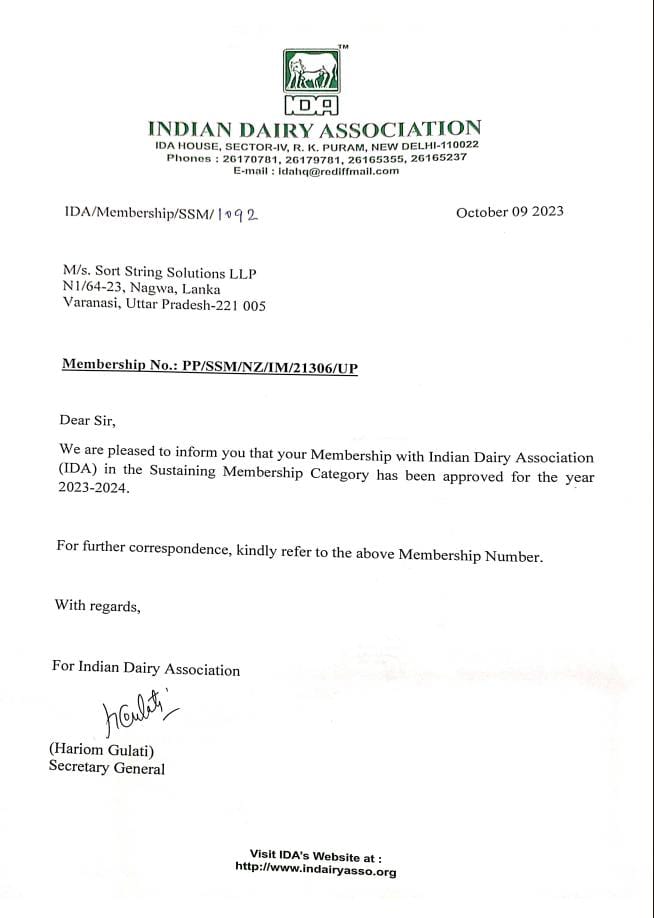 TM
IDA
INDIAN DAIRY ASSOCIATION
IDA HOUSE, SECTOR-IV, R. K. PURAM, NEW DELHI-110022
Phones : 26170781, 26179781, 26165355, 26165237
E-mail : idahq@rediffmail.com
IDA/Membership/SSM/1092
October 09 2023
M/s. Sort String Solutions LLP
N1/64-23, Nagwa, Lanka
Varanasi, Uttar Pradesh-221 005
Membership No.: PP/SSM/NZ/IM/21306/UP
Dear Sir,
We are pleased to inform you that your Membership with Indian Dairy Association
(IDA) in the Sustaining Membership Category has been approved for the year
2023-2024.
For further correspondence, kindly refer to the above Membership Number.
With regards,
For Indian Dairy Association
HGulati
(Hariom Gulati)
Secretary General
Visit IDA's Website at :
http://www.indairyasso.org